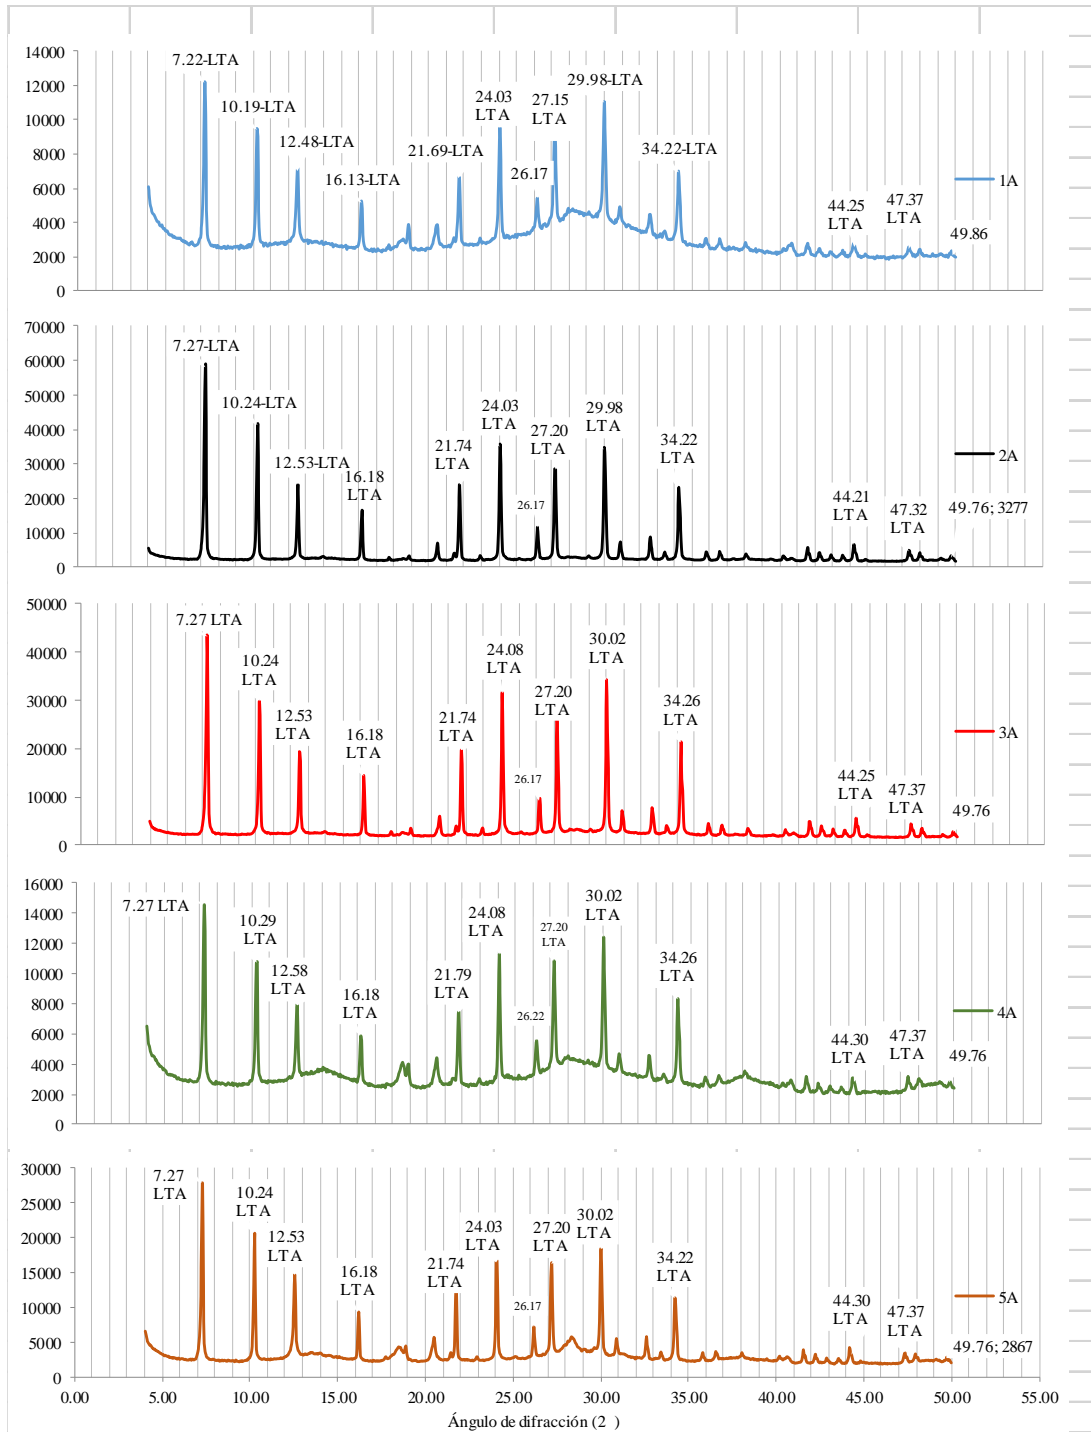 14000
12000
10000
8000
6000
4000
2000
0
7.22-LTA
10.19-LTA
12.48-LTA
16.13-LTA
21.69-LTA
24.03
LTA
26.17
27.15
LTA
29.98-LTA
34.22-LTA
44.25
LTA
47.37
LTA
49.86
1A
70000
60000
50000
40000
30000
20000
10000
0
7.27-LTA
10.24-LTA
12.53-LTA
16.18
LTA
21.74
LTA
24.03
LTA
26.17
27.20
LTA
29.98
LTA
34.22
LTA
44.21
LTA
47.32
LTA
49.76; 3277
2A
50000
40000
30000
20000
10000
0
7.27 LTA
10.24
LTA
12.53
LTA
16.18
LTA
21.74
LTA
24.08
LTA
26.17
27.20
LTA
30.02
LTA
34.26
LTA
44.25
LTA
47.37
LTA
49.76
3A
16000
14000
12000
10000
8000
6000
4000
2000
0
7.27 LTA
10.29
LTA
12.58
LTA
16.18
LTA
21.79
LTA
24.08
LTA
26.22
27.20
LTA
30.02
LTA
34.26
LTA
44.30
LTA
47.37
LTA
49.76
4A
30000
25000
20000
15000
10000
5000
0
7.27
LTA
10.24
LTA
12.53
LTA
16.18
LTA
21.74
LTA
24.03
LTA
26.17
27.20
LTA
30.02
LTA
34.22
LTA
44.30
LTA
47.37
LTA
49.76; 2867
5A
0.00 5.00 10.00 15.00 20.00 25.00 30.00 35.00 40.00 45.00 50.00 55.00
Ángulo de difracción (2 )